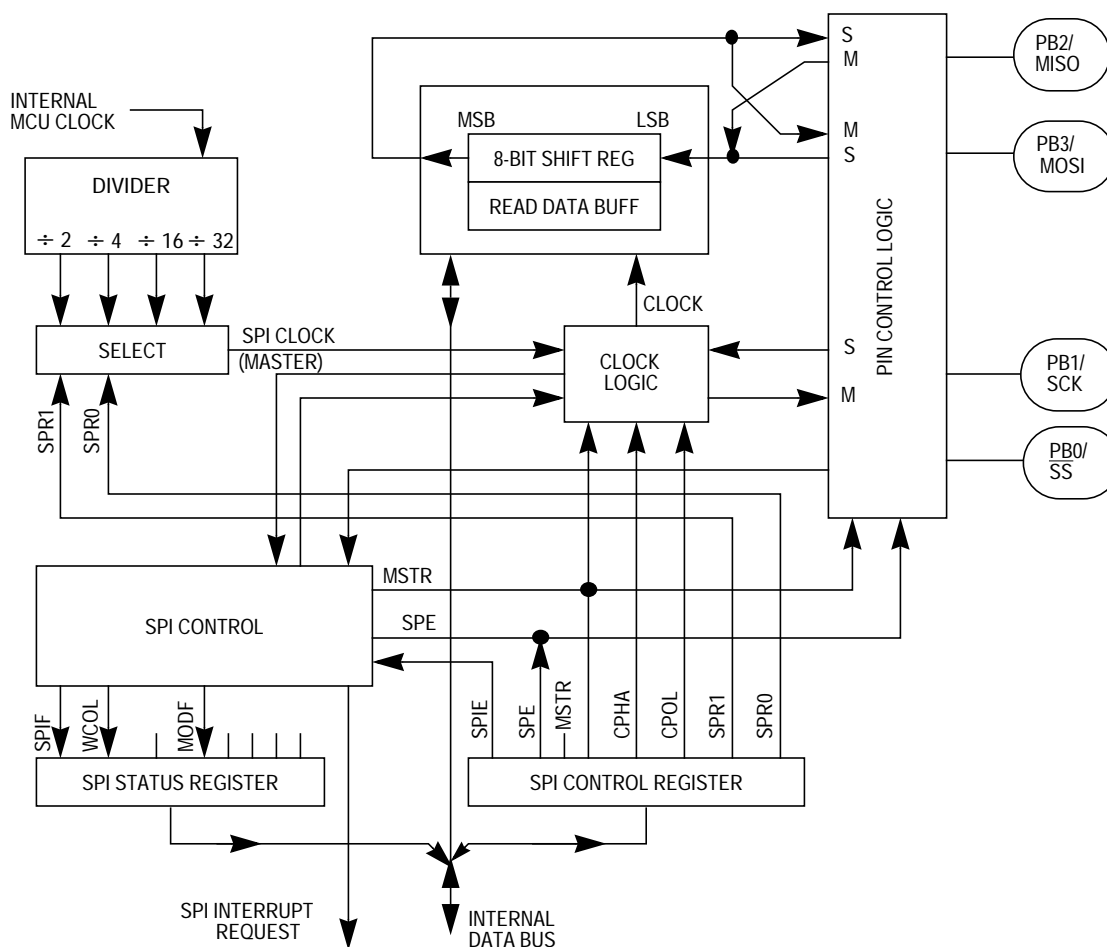 S
M
PB2/
MISO
INTERNAL
MCU CLOCK
MSB
LSB
M
S
8-BIT SHIFT REG
READ DATA BUFF
PB3/
MOSI
DIVIDER
÷ 2 ÷ 4 ÷ 16 ÷ 32
PIN CONTROL LOGIC
CLOCK
SELECT
SPI CLOCK
(MASTER)
CLOCK
LOGIC
S
M
PB1/
SCK
SPR1
SPR0
PB0/
SS
MSTR
SPI CONTROL
SPE
SPIF
WCOL
MODF
SPIE
SPE
MSTR
CPHA
CPOL
SPR1
SPR0
SPI STATUS REGISTER
SPI CONTROL REGISTER
SPI INTERRUPT
REQUEST
INTERNAL
DATA BUS